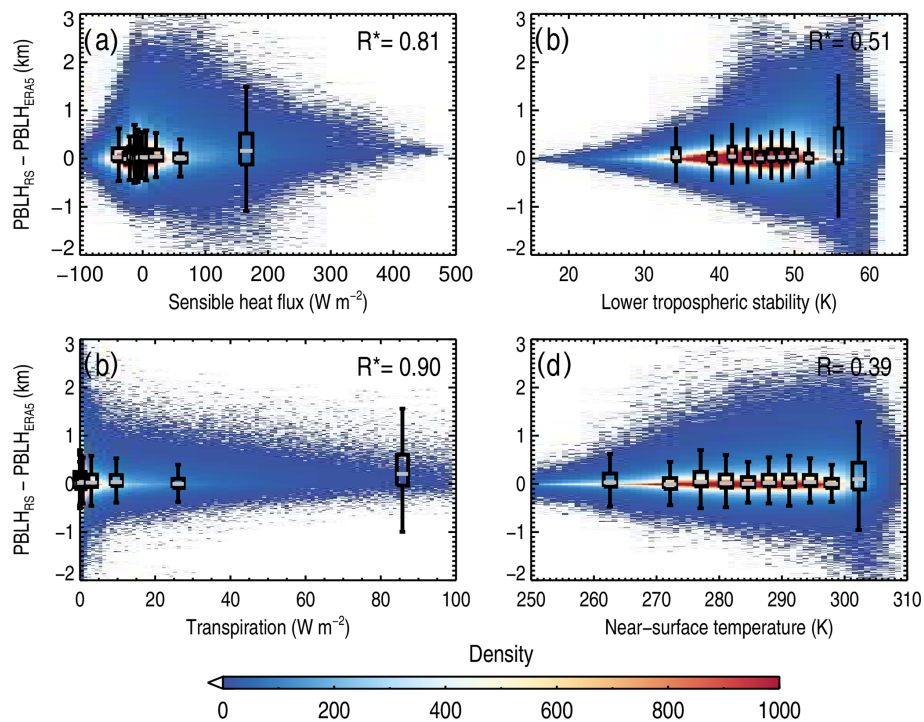 (a)
R*= 0.81
3
2
1
0
−1
−2
PBLH_RS − PBLH_ERA5 (km)
−100 0 100 200 300 400 500
Sensible heat flux (W m⁻²)
(b)
R*= 0.51
3
2
1
0
−1
−2
20 30 40 50 60
Lower tropospheric stability (K)
(b)
R*= 0.90
3
2
1
0
−1
−2
PBLH_RS − PBLH_ERA5 (km)
0 20 40 60 80 100
Transpiration (W m⁻²)
(d)
R= 0.39
3
2
1
0
−1
−2
250 260 270 280 290 300 310
Near−surface temperature (K)
Density
0 200 400 600 800 1000